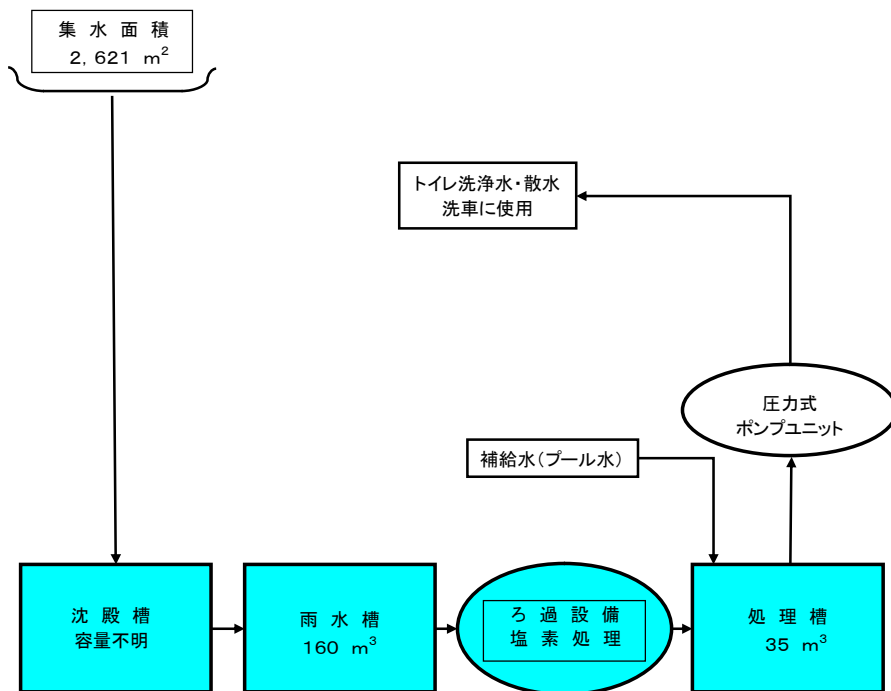 集水面積
2,621 m²
トイレ洗浄水・散水
洗車に使用
圧力式
ポンプユニット
補給水(プール水)
沈殿槽
容量不明
雨水槽
160 m³
ろ過設備
塩素処理
処理槽
35 m³